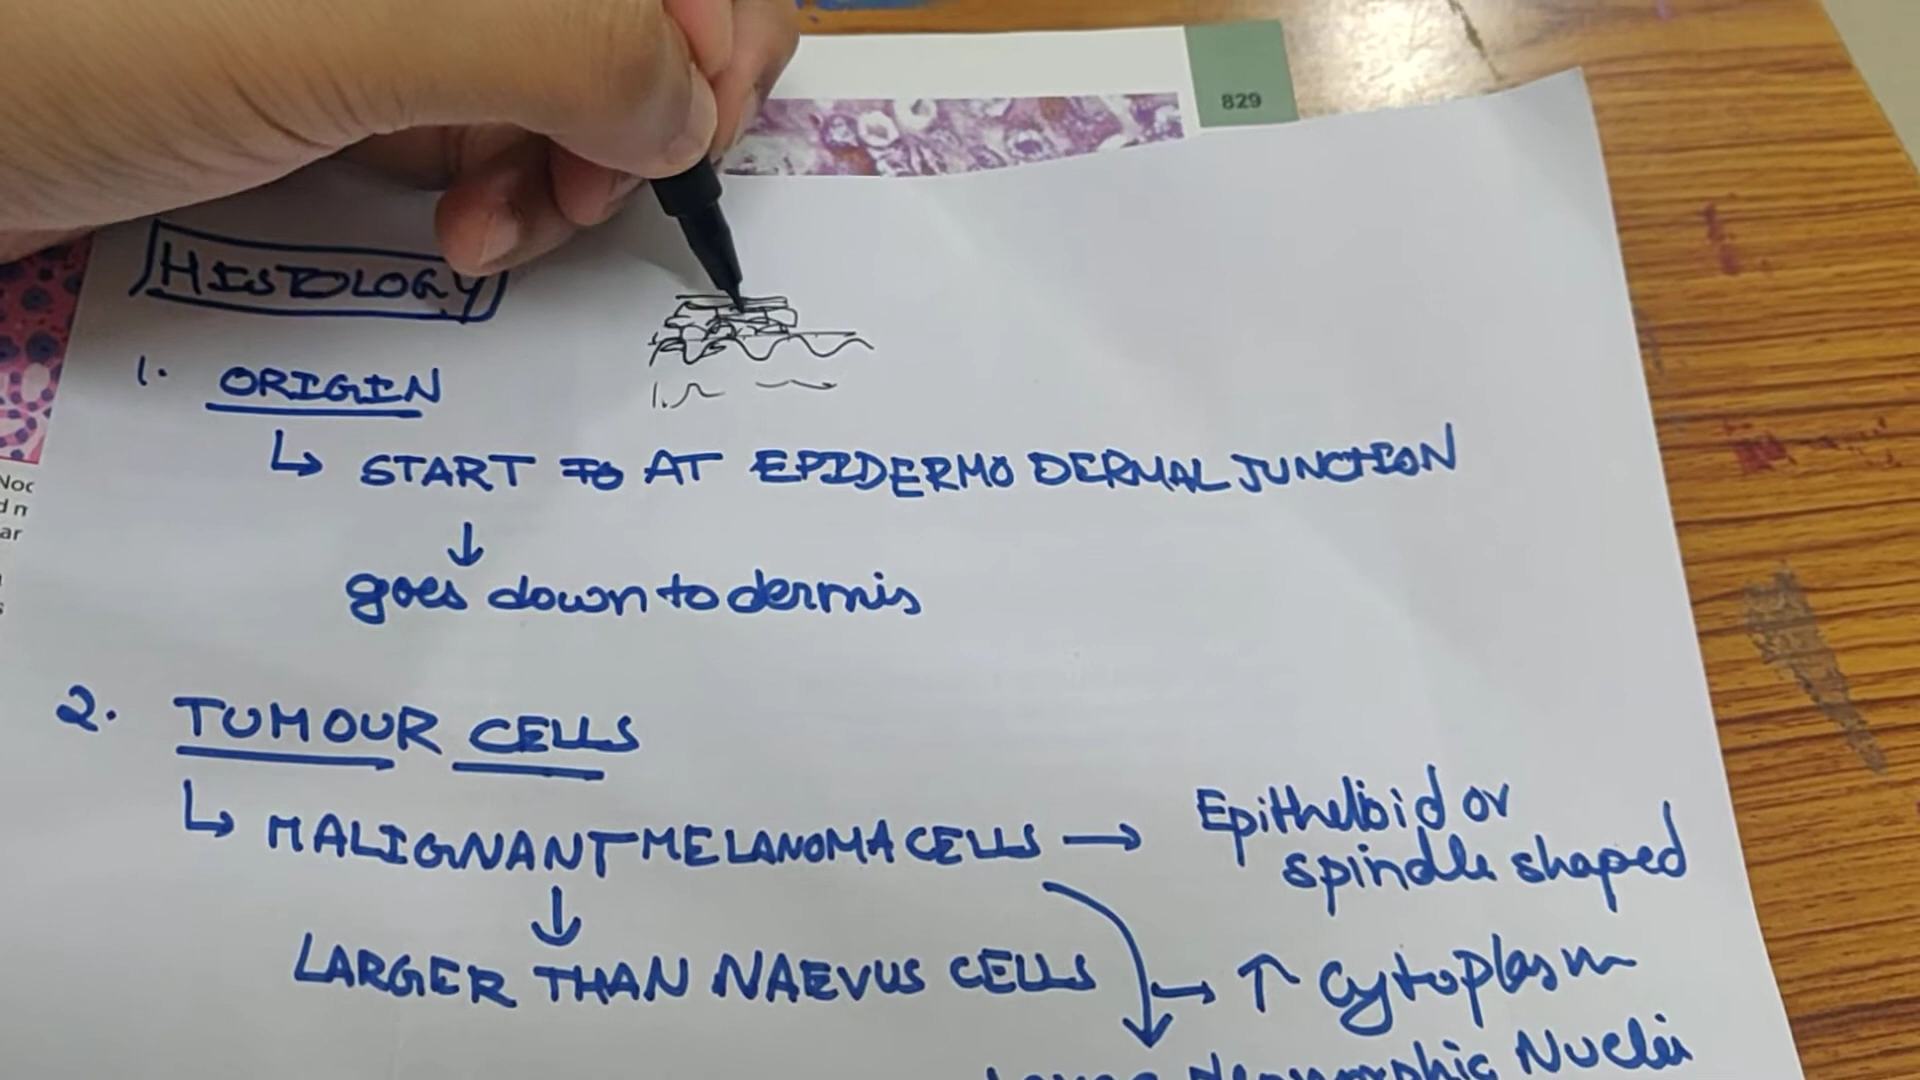 829
HISTOLOGY
1. ORIGIN
↳ START TO AT EPIDERMO DERMAL JUNCTION
↓
goes down to dermis
2. TUMOUR CELLS
↳ MALIGNANT MELANOMA CELLS → Epithelioid or
spindle shaped
↓
LARGER THAN NAEVUS CELLS
→ ↑ Cytoplasm
Nuclei